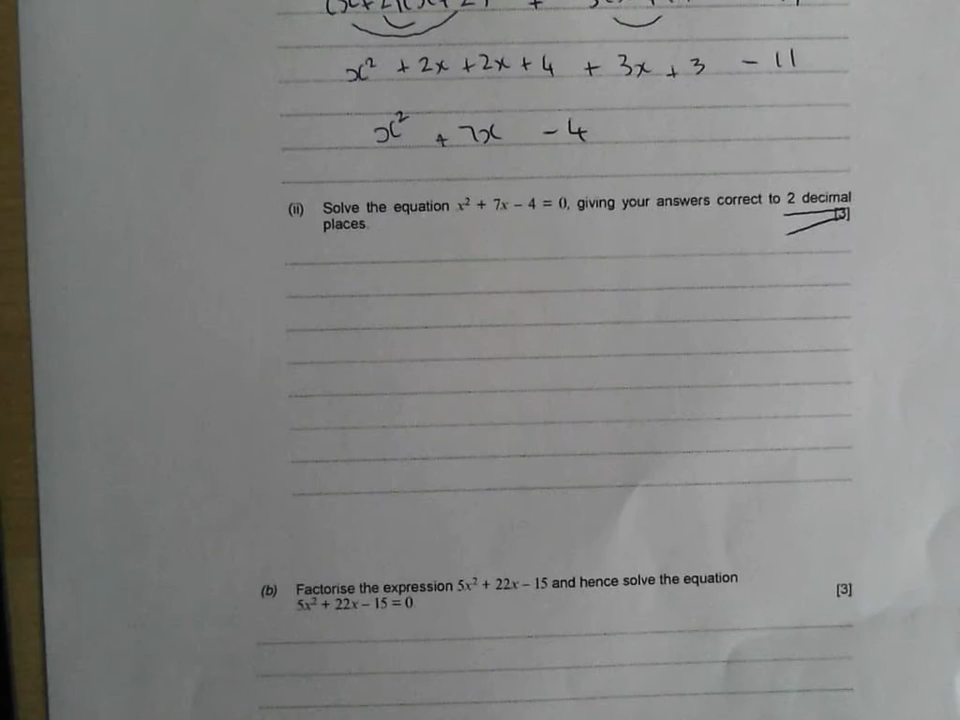 x² + 2x + 2x + 4 + 3x + 3 - 11
x² + 7x - 4
(ii) Solve the equation x² + 7x – 4 = 0, giving your answers correct to 2 decimal
places. [3]
(b) Factorise the expression 5x² + 22x – 15 and hence solve the equation [3]
5x² + 22x – 15 = 0